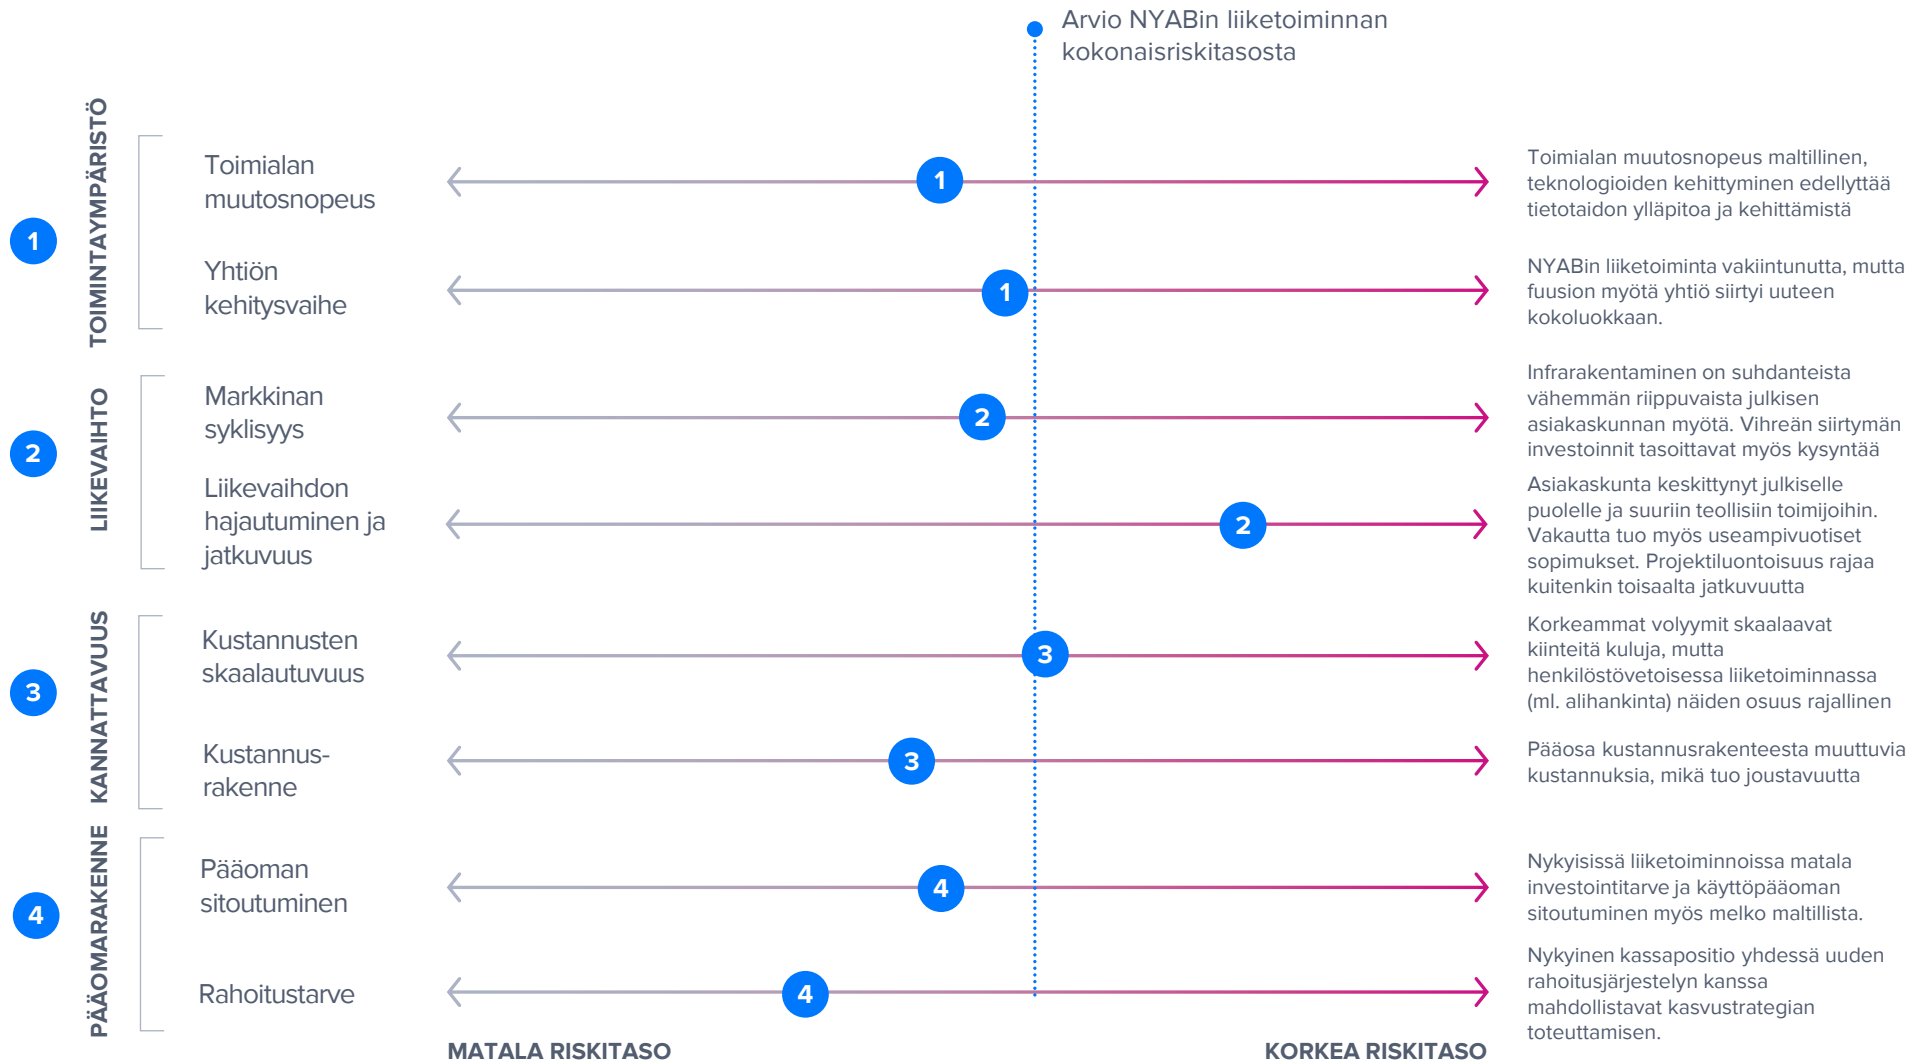 Arvio NYABin liiketoiminnan
kokonaisriskitasosta
1
TOIMINTAYMPÄRISTÖ
Toimialan
muutosnopeus
1
Toimialan muutosnopeus maltillinen,
teknologioiden kehittyminen edellyttää
tietotaidon ylläpitoa ja kehittämistä
Yhtiön
kehitysvaihe
1
NYABin liiketoiminta vakiintunutta, mutta
fuusion myötä yhtiö siirtyi uuteen
kokoluokkaan.
2
LIIKEVAIHTO
Markkinan
syklisyys
2
Infrarakentaminen on suhdanteista
vähemmän riippuvaista julkisen
asiakaskunnan myötä. Vihreän siirtymän
investoinnit tasoittavat myös kysyntää
Liikevaihdon
hajautuminen ja
jatkuvuus
2
Asiakaskunta keskittynyt julkiselle
puolelle ja suuriin teollisiin toimijoihin.
Vakautta tuo myös useampivuotiset
sopimukset. Projektiluontoisuus rajaa
kuitenkin toisaalta jatkuvuutta
3
KANNATTAVUUS
Kustannusten
skaalautuvuus
3
Korkeammat volyymit skaalaavat
kiinteitä kuluja, mutta
henkilöstövetoisessa liiketoiminnassa
(ml. alihankinta) näiden osuus rajallinen
Kustannus-
rakenne
3
Pääosa kustannusrakenteesta muuttuvia
kustannuksia, mikä tuo joustavuutta
4
PÄÄOMARAKENNE
Pääoman
sitoutuminen
4
Nykyisissä liiketoiminnoissa matala
investointitarve ja käyttöpääoman
sitoutuminen myös melko maltillista.
Rahoitustarve
4
Nykyinen kassapositio yhdessä uuden
rahoitusjärjestelyn kanssa
mahdollistavat kasvustrategian
toteuttamisen.
MATALA RISKITASO
KORKEA RISKITASO